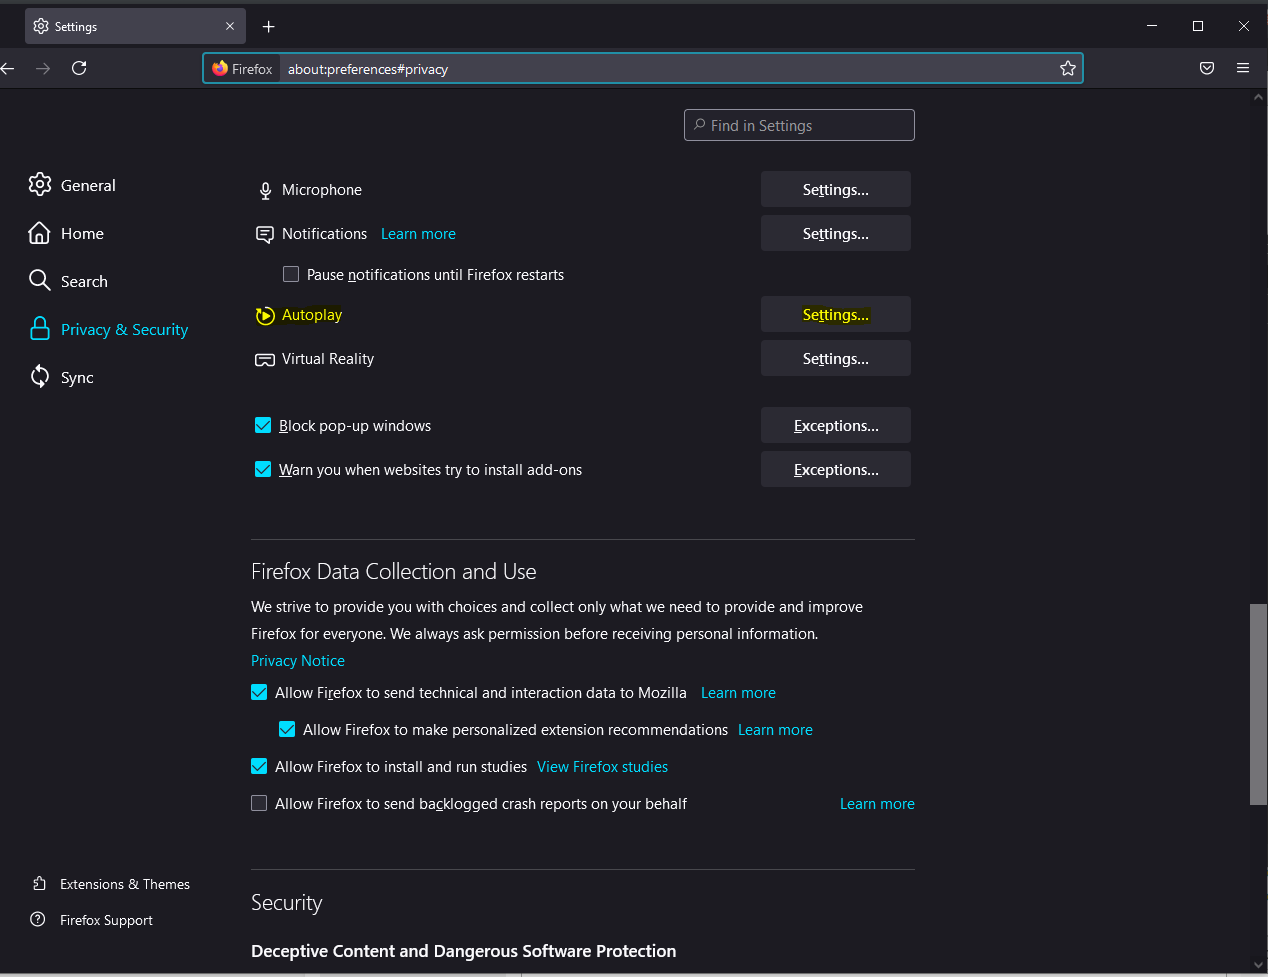 Settings
Firefox about:preferences#privacy
Find in Settings
General
Home
Search
Privacy & Security
Sync
Microphone Settings...
Notifications Learn more Settings...
Pause notifications until Firefox restarts
Autoplay Settings...
Virtual Reality Settings...
Block pop-up windows Exceptions...
Warn you when websites try to install add-ons Exceptions...
Firefox Data Collection and Use
We strive to provide you with choices and collect only what we need to provide and improve
Firefox for everyone. We always ask permission before receiving personal information.
Privacy Notice
Allow Firefox to send technical and interaction data to Mozilla Learn more
Allow Firefox to make personalized extension recommendations Learn more
Allow Firefox to install and run studies View Firefox studies
Allow Firefox to send backlogged crash reports on your behalf Learn more
Extensions & Themes
Firefox Support
Security
Deceptive Content and Dangerous Software Protection